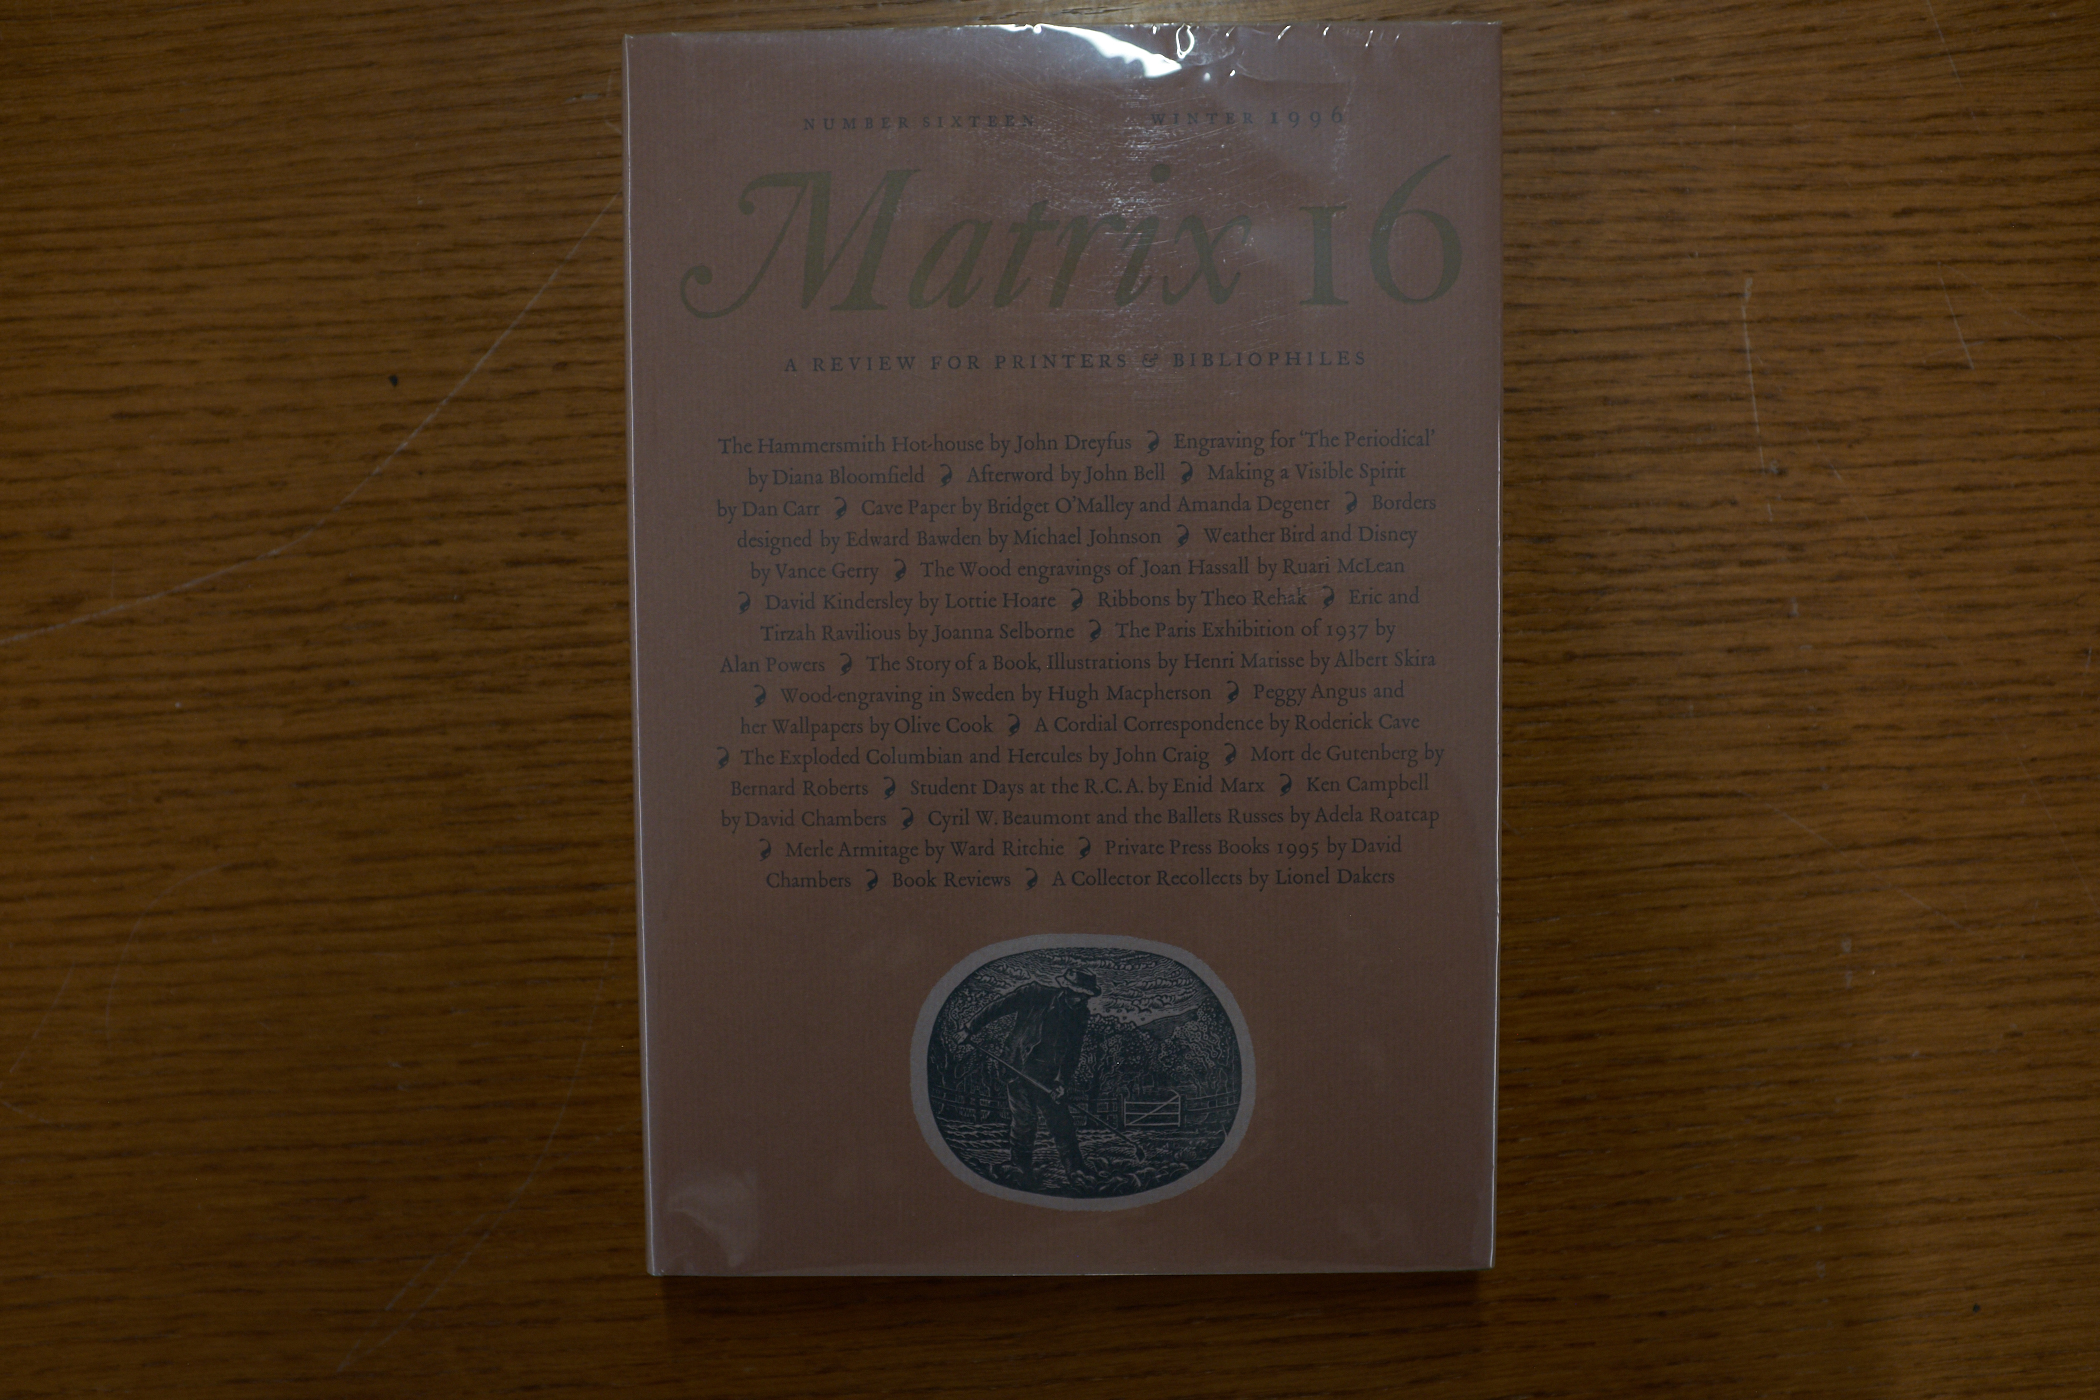 NUMBER SIXTEEN WINTER 1996
Matrix 16
A REVIEW FOR PRINTERS & BIBLIOPHILES
The Hammersmith Hot-house by John Dreyfus Engraving for ‘The Periodical’
by Diana Bloomfield Afterword by John Bell Making a Visible Spirit
by Dan Carr Cave Paper by Bridget O’Malley and Amanda Degener Borders
designed by Edward Bawden by Michael Johnson Weather Bird and Disney
by Vance Gerry The Wood engravings of Joan Hassall by Ruari McLean
David Kindersley by Lottie Hoare Ribbons by Theo Rehak Eric and
Tirzah Ravilious by Joanna Selborne The Paris Exhibition of 1937 by
Alan Powers The Story of a Book, Illustrations by Henri Matisse by Albert Skira
Wood-engraving in Sweden by Hugh Macpherson Peggy Angus and
her Wallpapers by Olive Cook A Cordial Correspondence by Roderick Cave
The Exploded Columbian and Hercules by John Craig Mort de Gutenberg by
Bernard Roberts Student Days at the R.C.A. by Enid Marx Ken Campbell
by David Chambers Cyril W. Beaumont and the Ballets Russes by Adela Roatcap
Merle Armitage by Ward Ritchie Private Press Books 1995 by David
Chambers Book Reviews A Collector Recollects by Lionel Dakers